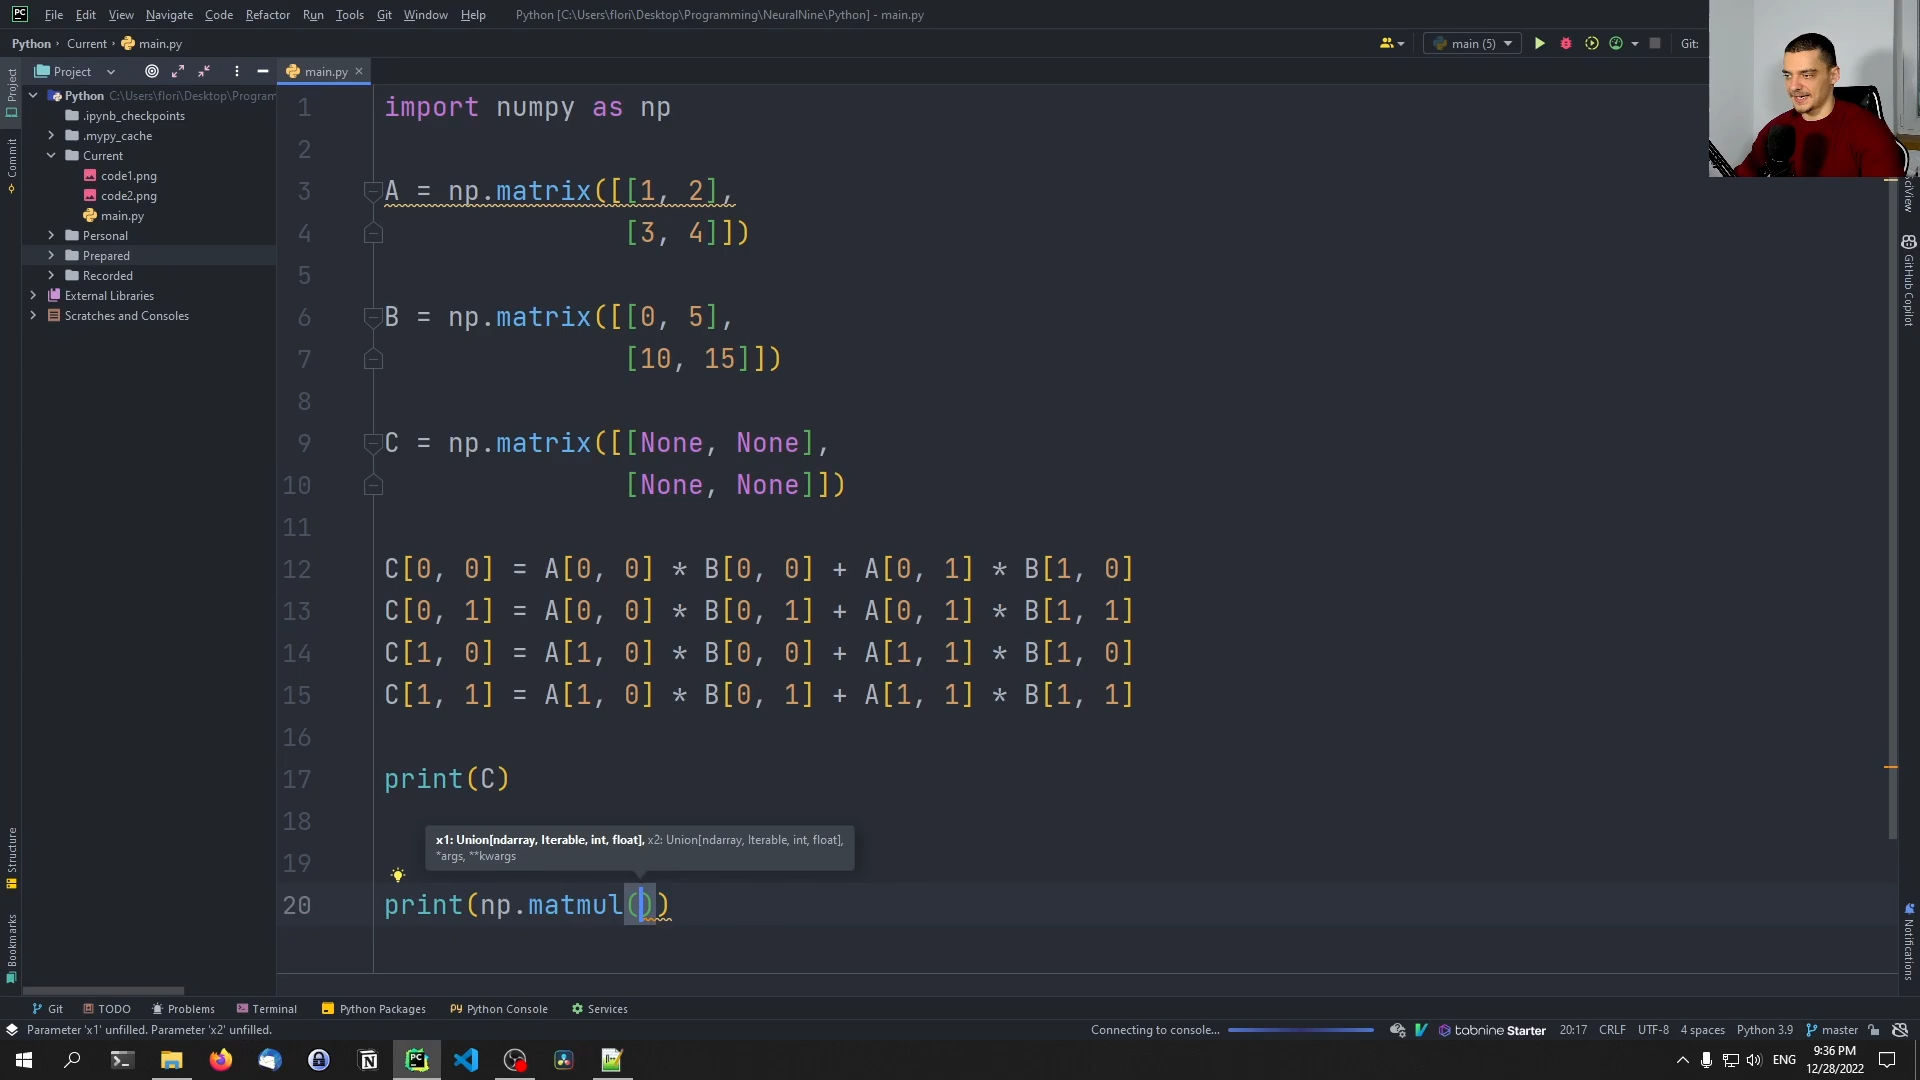 PC File Edit View Navigate Code Refactor Run Tools Git Window Help Python [C:\Users\flori\Desktop\Programming\NeuralNine\Python] - main.py
Python › Current › main.py
main (5)
Git:
Project
main.py
Python C:\Users\flori\Desktop\Program
.ipynb_checkpoints
.mypy_cache
Current
code1.png
code2.png
main.py
Personal
Prepared
Recorded
External Libraries
Scratches and Consoles
Project
Commit
Structure
Bookmarks
1 import numpy as np
2
3 A = np.matrix([[1, 2],
4 [3, 4]])
5
6 B = np.matrix([[0, 5],
7 [10, 15]])
8
9 C = np.matrix([[None, None],
10 [None, None]])
11
12 C[0, 0] = A[0, 0] * B[0, 0] + A[0, 1] * B[1, 0]
13 C[0, 1] = A[0, 0] * B[0, 1] + A[0, 1] * B[1, 1]
14 C[1, 0] = A[1, 0] * B[0, 0] + A[1, 1] * B[1, 0]
15 C[1, 1] = A[1, 0] * B[0, 1] + A[1, 1] * B[1, 1]
16
17 print(C)
18
x1: Union[ndarray, Iterable, int, float], x2: Union[ndarray, Iterable, int, float],
*args, **kwargs
19
20 print(np.matmul())
GitHub Copilot
Notifications
Git TODO Problems Terminal Python Packages Python Console Services
Parameter 'x1' unfilled. Parameter 'x2' unfilled.
Connecting to console... tabnine Starter 20:17 CRLF UTF-8 4 spaces Python 3.9 master
ENG
9:36 PM
12/28/2022